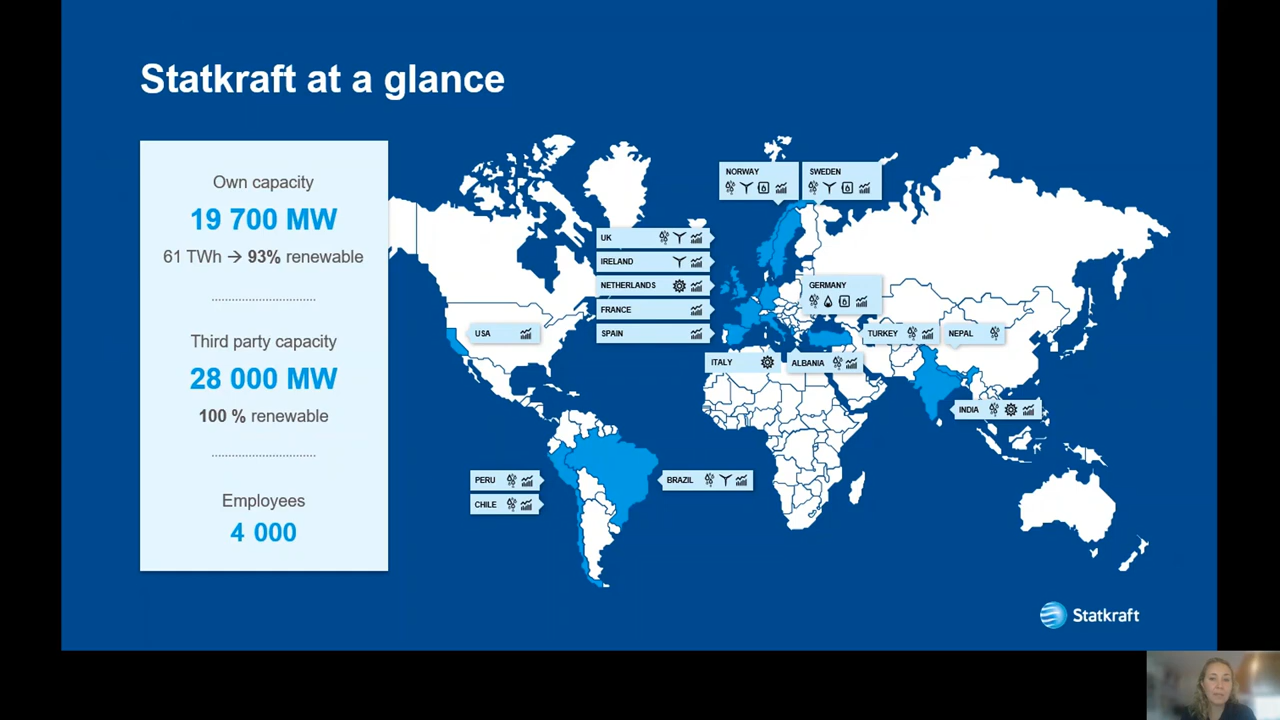 Statkraft at a glance
Own capacity
19 700 MW
61 TWh → 93% renewable
Third party capacity
28 000 MW
100 % renewable
Employees
4 000
NORWAY
SWEDEN
UK
IRELAND
NETHERLANDS
FRANCE
SPAIN
GERMANY
USA
TURKEY
NEPAL
ITALY
ALBANIA
INDIA
PERU
CHILE
BRAZIL
Statkraft